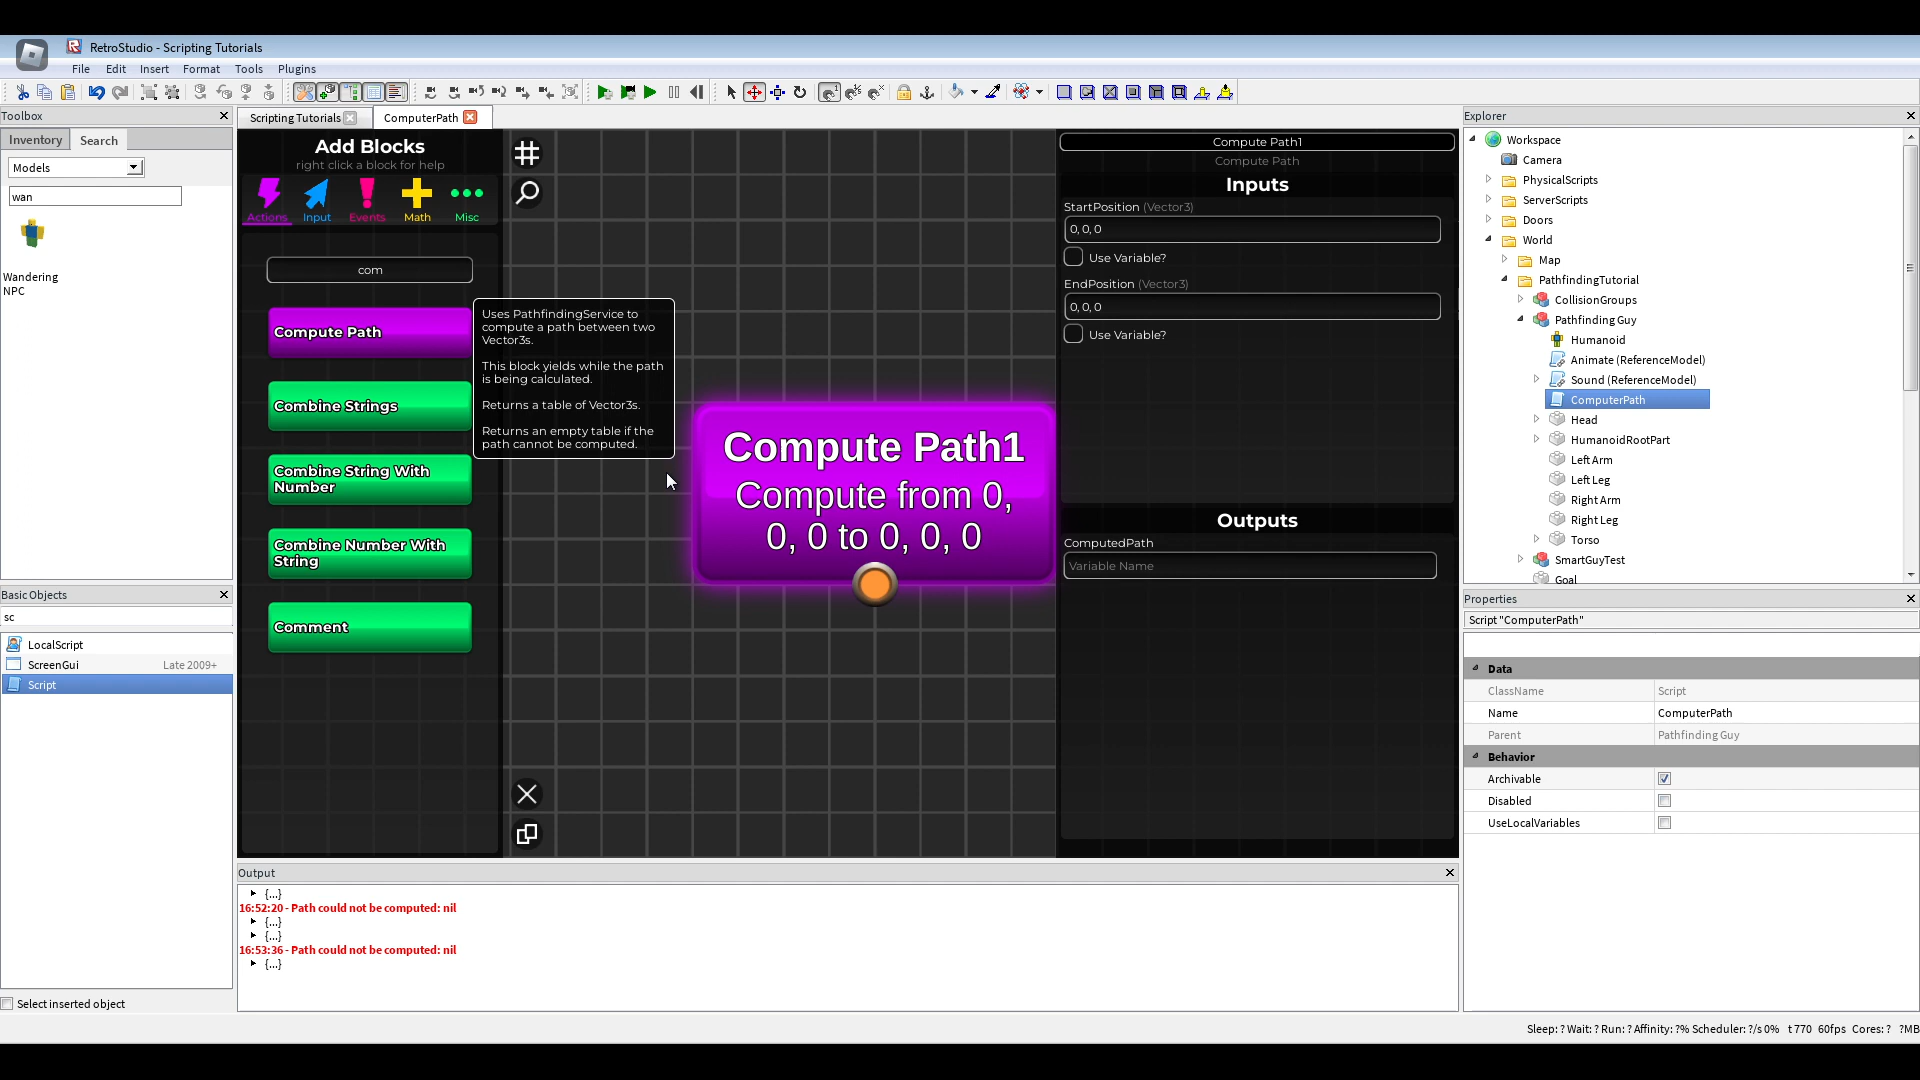 RetroStudio - Scripting Tutorials
File Edit Insert Format Tools Plugins
Toolbox
Inventory Search
Models
wan
Wandering
NPC
Basic Objects
sc
LocalScript
ScreenGui Late 2009+
Script
Select inserted object
Scripting Tutorials ComputerPath
Add Blocks
right click a block for help
Actions Input Events Math Misc
com
Compute Path
Combine Strings
Combine String With
Number
Combine Number With
String
Comment
Uses PathfindingService to
compute a path between two
Vector3s.
This block yields while the path
is being calculated.
Returns a table of Vector3s.
Returns an empty table if the
path cannot be computed.
Compute Path1
Compute from 0,
0, 0 to 0, 0, 0
Compute Path1
Compute Path
Inputs
StartPosition (Vector3)
0, 0, 0
Use Variable?
EndPosition (Vector3)
0, 0, 0
Use Variable?
Outputs
ComputedPath
Variable Name
Output
{...}
16:52:20 - Path could not be computed: nil
{...}
{...}
16:53:36 - Path could not be computed: nil
{...}
Explorer
Workspace
Camera
PhysicalScripts
ServerScripts
Doors
World
Map
PathfindingTutorial
CollisionGroups
Pathfinding Guy
Humanoid
Animate (ReferenceModel)
Sound (ReferenceModel)
ComputerPath
Head
HumanoidRootPart
Left Arm
Left Leg
Right Arm
Right Leg
Torso
SmartGuyTest
Goal
Properties
Script "ComputerPath"
Data
ClassName Script
Name ComputerPath
Parent Pathfinding Guy
Behavior
Archivable
Disabled
UseLocalVariables
Sleep: ? Wait: ? Run: ? Affinity: ?% Scheduler: ?/s 0% t 770 60fps Cores: ? ?MB